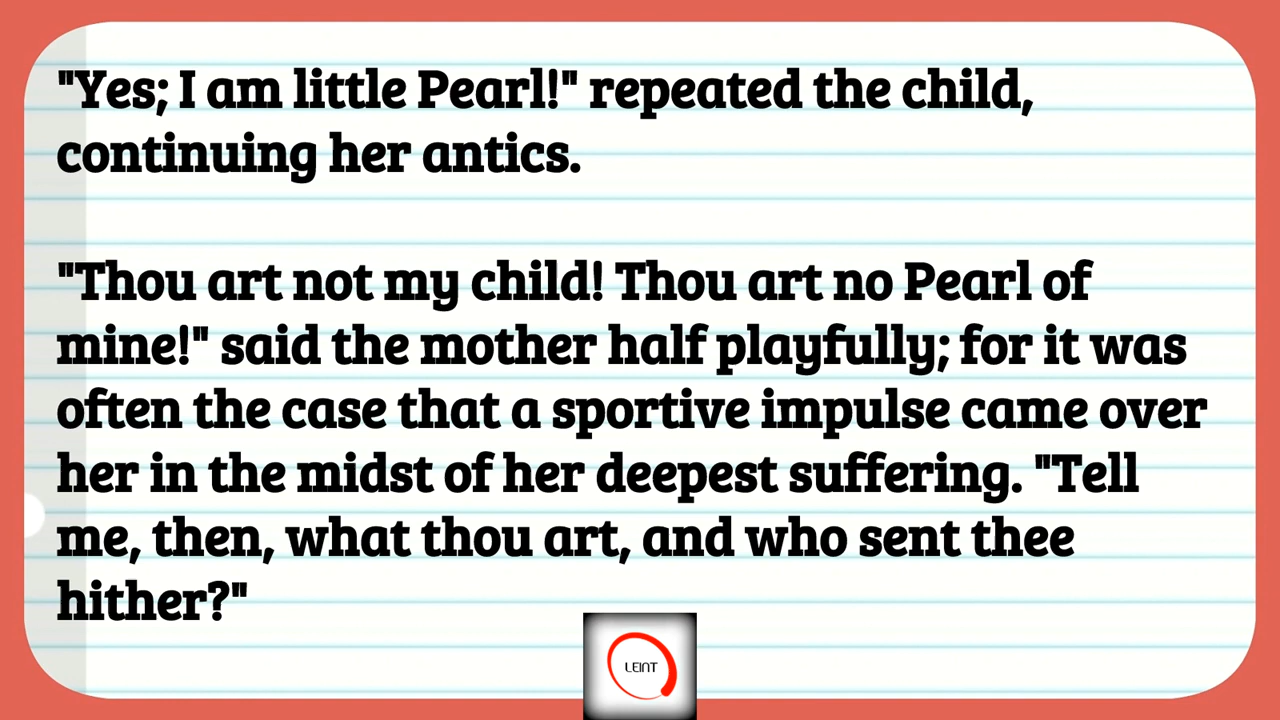 "Yes; I am little Pearl!" repeated the child,
continuing her antics.
"Thou art not my child! Thou art no Pearl of
mine!" said the mother half playfully; for it was
often the case that a sportive impulse came over
her in the midst of her deepest suffering. "Tell
me, then, what thou art, and who sent thee
hither?"
LEINT